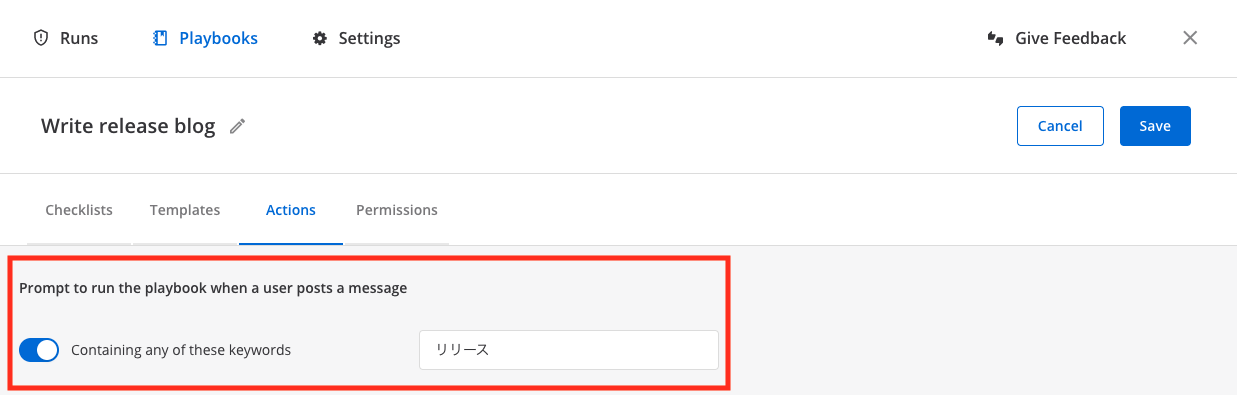 Runs Playbooks Settings Give Feedback
Write release blog Cancel Save
Checklists Templates Actions Permissions
Prompt to run the playbook when a user posts a message
Containing any of these keywords リリース